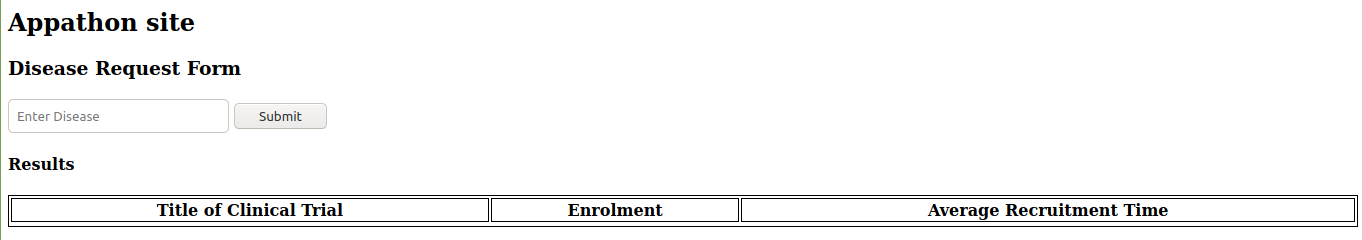 Appathon site
Disease Request Form
Enter Disease Submit
Results
Title of Clinical Trial Enrolment Average Recruitment Time